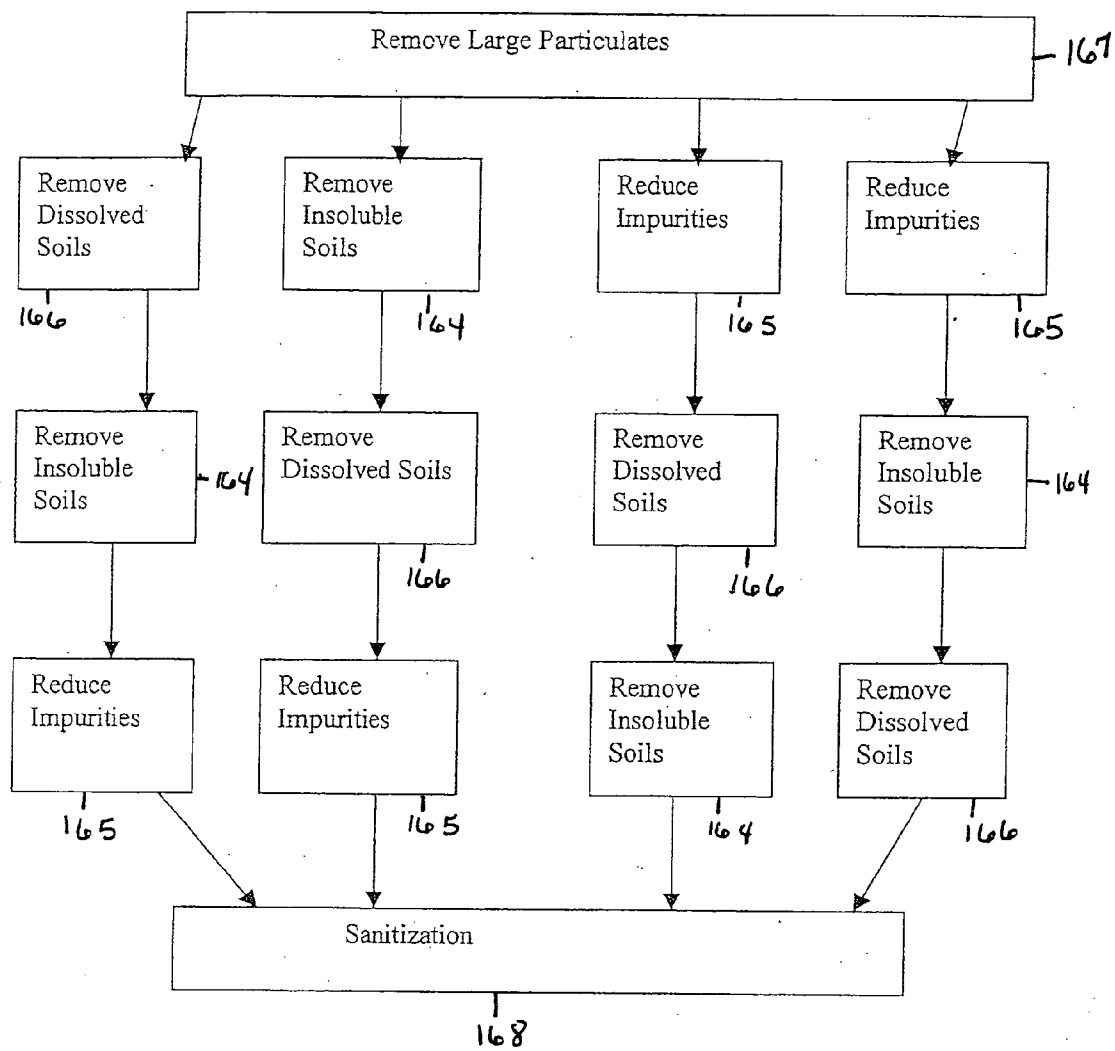 Remove Large Particulates
167
Remove
Dissolved
Soils
166
Remove
Insoluble
Soils
164
Reduce
Impurities
165
Reduce
Impurities
165
Remove
Insoluble
Soils
164
Remove
Dissolved Soils
166
Remove
Dissolved
Soils
166
Remove
Insoluble
Soils
164
Reduce
Impurities
165
Reduce
Impurities
165
Remove
Insoluble
Soils
164
Remove
Dissolved
Soils
166
Sanitization
168